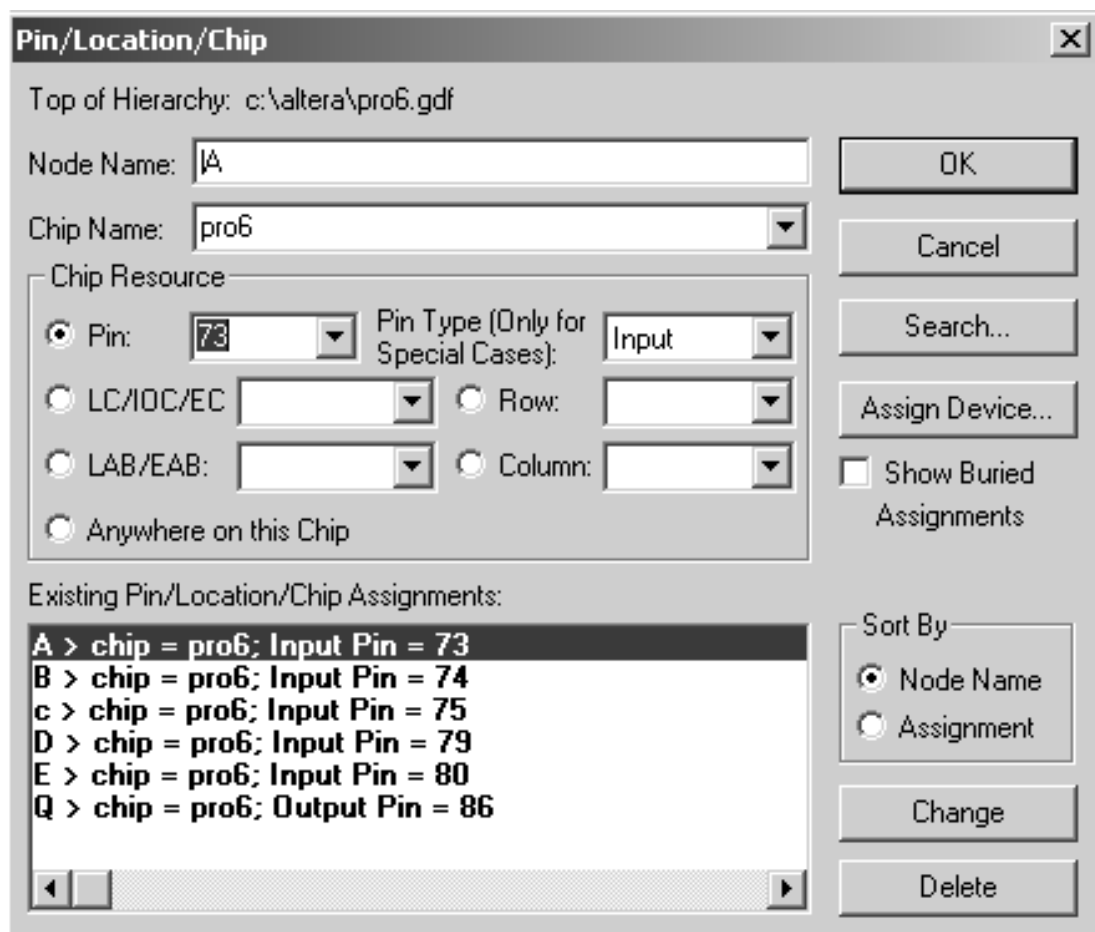 Pin/Location/Chip
Top of Hierarchy: c:\altera\pro6.gdf
Node Name: A
OK
Chip Name: pro6
Cancel
Chip Resource
Pin: 73
Pin Type (Only for
Special Cases):
Input
Search...
LC/IOC/EC
Row:
Assign Device...
LAB/EAB:
Column:
Show Buried
Assignments
Anywhere on this Chip
Existing Pin/Location/Chip Assignments:
A > chip = pro6; Input Pin = 73
B > chip = pro6; Input Pin = 74
c > chip = pro6; Input Pin = 75
D > chip = pro6; Input Pin = 79
E > chip = pro6; Input Pin = 80
Q > chip = pro6; Output Pin = 86
Sort By
Node Name
Assignment
Change
Delete